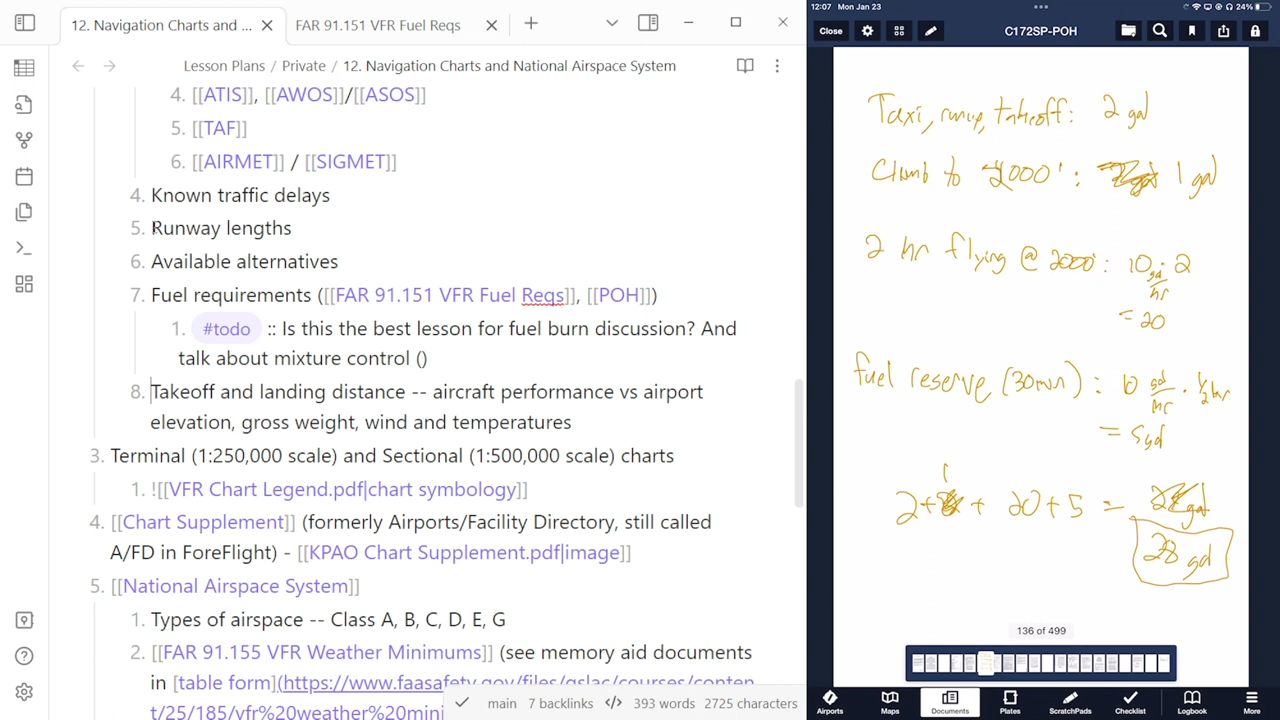 12. Navigation Charts and ...
FAR 91.151 VFR Fuel Reqs
Lesson Plans / Private / 12. Navigation Charts and National Airspace System
4. [[ATIS]], [[AWOS]]/[[ASOS]]
5. [[TAF]]
6. [[AIRMET]] / [[SIGMET]]
4. Known traffic delays
5. Runway lengths
6. Available alternatives
7. Fuel requirements ([[FAR 91.151 VFR Fuel Reqs]], [[POH]])
1. #todo :: Is this the best lesson for fuel burn discussion? And
talk about mixture control ()
8. Takeoff and landing distance -- aircraft performance vs airport
elevation, gross weight, wind and temperatures
3. Terminal (1:250,000 scale) and Sectional (1:500,000 scale) charts
1. ![[VFR Chart Legend.pdf|chart symbology]]
4. [[Chart Supplement]] (formerly Airports/Facility Directory, still called
A/FD in ForeFlight) - [[KPAO Chart Supplement.pdf|image]]
5. [[National Airspace System]]
1. Types of airspace -- Class A, B, C, D, E, G
2. [[FAR 91.155 VFR Weather Minimums]] (see memory aid documents
in [table form](https://www.faasafety.gov/files/gslac/courses/conten
t/25/185/vfr%20weather%20mini
main 7 backlinks 393 words 2725 characters
12:07 Mon Jan 23
24%
Close
C172SP-POH
Taxi, runup, takeoff: 2 gal
Climb to 2000': 1 gal
2 hr flying @ 2000': 10 gal/hr · 2
= 20
fuel reserve (30min): 10 gal/hr · 1/2 hr
= 5gal
2 + 1 + 20 + 5 =
28 gal
136 of 499
Airports
Maps
Documents
Plates
ScratchPads
Checklist
Logbook
More